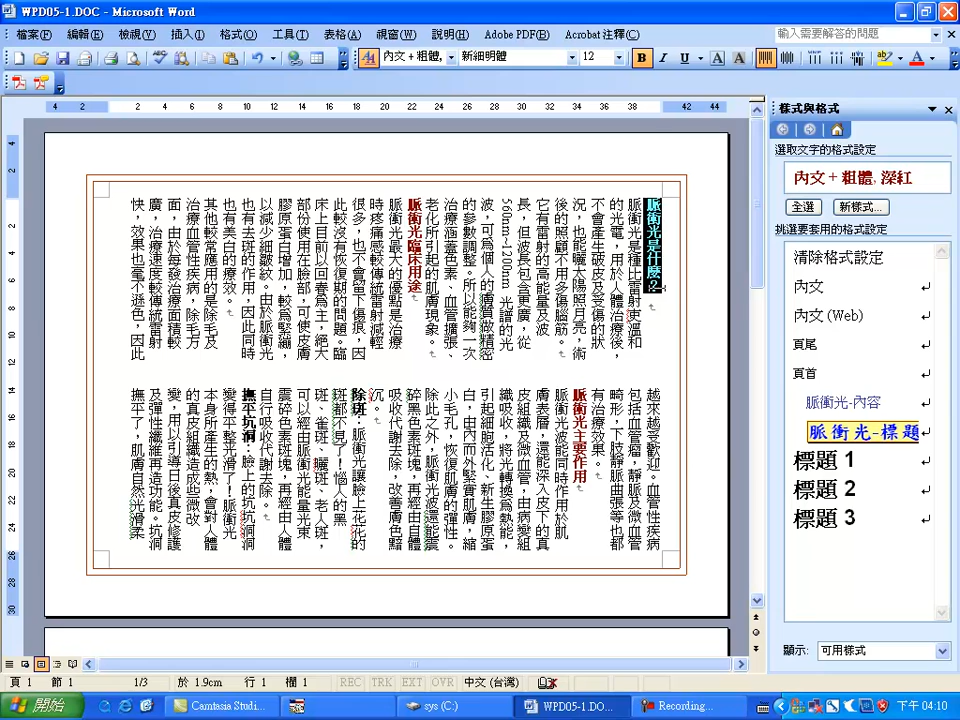 WPD05-1.DOC - Microsoft Word
檔案(F) 編輯(E) 檢視(V) 插入(I) 格式(O) 工具(T) 表格(A) 視窗(W) 說明(H) Adobe PDF(B) Acrobat 注釋(C) 輸入需要解答的問題
內文 + 粗體, 新細明體 12 B I U A A
4 2 2 4 6 8 10 12 14 16 18 20 22 24 26 28 30 32 34 36 38 42 44
樣式與格式
選取文字的格式設定
內文 + 粗體, 深紅
全選 新樣式...
挑選要套用的格式設定
清除格式設定
內文
內文 (Web)
頁尾
頁首
脈衝光-內容
脈衝光-標題
標題 1
標題 2
標題 3
顯示: 可用樣式
脈衝光是什麼?
脈衝光是種比雷射更溫和
的光電,用於人體治療後,
不會產生破皮及受傷的狀
況,也能曬太陽照月亮,術
後的照顧不用多傷腦筋。
它有雷射的高能量及波
長,但波長包含更廣,從
560nm~1200nm 光譜的光
波,可為個人的膚質做精密
的參數調整。所以能夠一次
治療涵蓋色素、血管擴張、
老化所引起的肌膚現象。
脈衝光臨床用途
脈衝光最大的優點是治療
時疼痛感較傳統雷射減輕
很多,也不會留下傷痕,因
此較沒有恢復期的問題。臨
床上目前以回春為主,絕大
部份使用在臉部,可使皮膚
膠原蛋白增加,較為緊繃,
以減少細皺紋。由於脈衝光
也有去斑的作用,因此同時
也有美白的療效。
其他較常應用的是除毛及
治療血管性疾病,除毛方
面,由於每發治療面積較
廣,治療速度較傳統雷射
快,效果也毫不遜色,因此
越來越受歡迎。血管性疾病
包括血管瘤,靜脈及微血管
畸形,下肢靜脈曲張等也都
有治療效果。
脈衝光主要作用
脈衝光波能同時作用於肌
膚表層,還能深入皮下的真
皮組織及微血管,由病變組
織吸收,將光轉換為熱能,
引起細胞活化、新生膠原蛋
白,由內而外緊實肌膚,縮
小毛孔,恢復肌膚的彈性。
除此之外,脈衝光波還能震
碎黑色素斑塊,再經由自體
吸收代謝去除,改善膚色黯
沉。
除斑:脈衝光讓臉上花花的
斑都不見了!惱人的黑
斑、雀斑、曬斑、老人斑,
可以經由脈衝光能量光束
震碎色素斑塊,再經由人體
自行吸收代謝去除。
撫平坑洞:臉上的坑坑洞洞
變得平整光滑了!脈衝光
本身所產生的熱,會對人體
的真皮組織造成些微改
變,用以引導日後真皮修護
及彈性纖維再造功能。坑洞
撫平了,肌膚自然光滑柔
頁 1 節 1 1/3 於 1.9cm 行 1 欄 1 REC TRK EXT OVR 中文 (台灣)
開始 Camtasia Studi... sys (C:) WPD05-1.DO... Recording... 下午 04:10